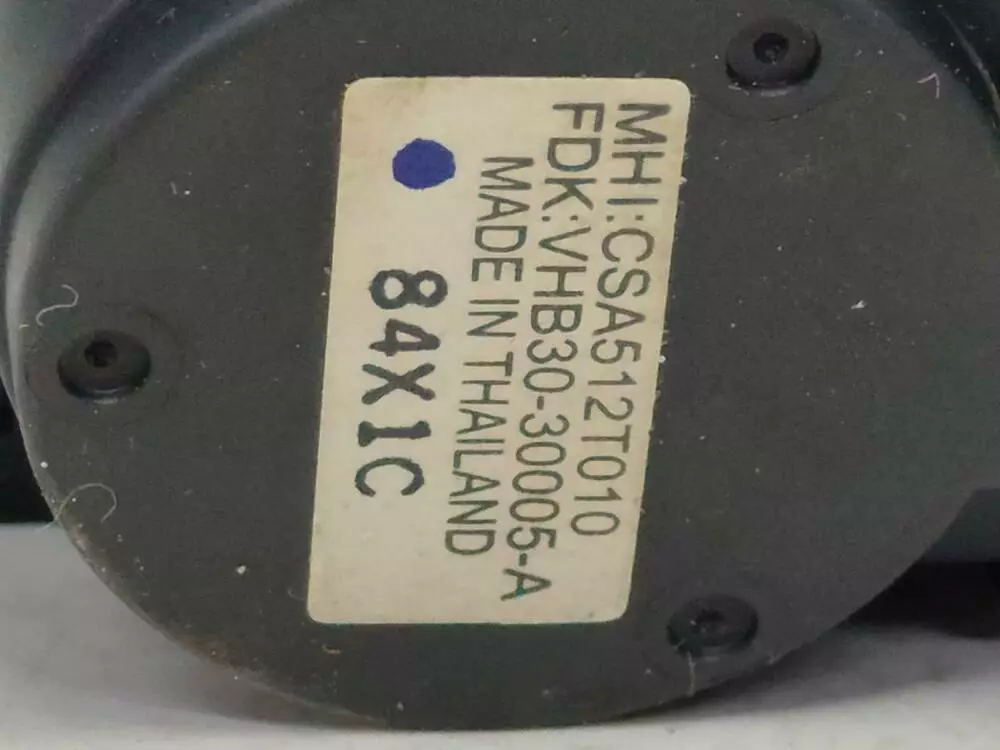 MHI:CSA512T010
FDK:VHB30-30005-A
MADE IN THAILAND
84X1C